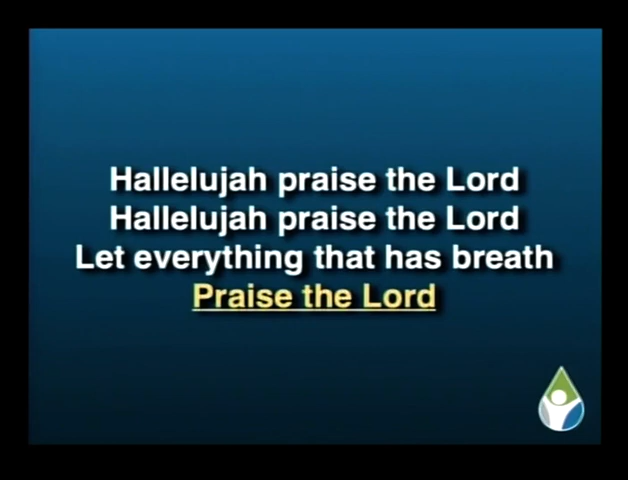 Hallelujah praise the Lord
Hallelujah praise the Lord
Let everything that has breath
Praise the Lord